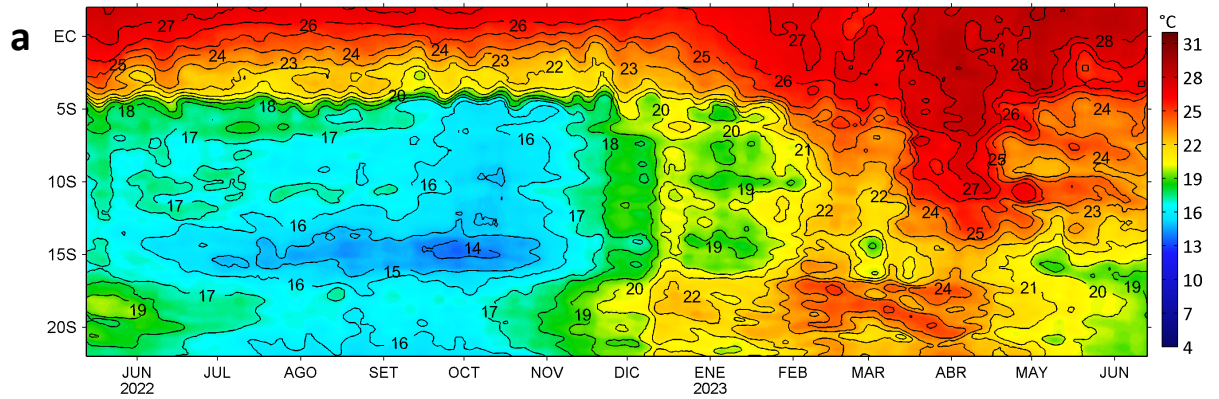 a
°C
27 26 26 27 28
EC
24 24 24 25 27
25 23 23 22 23 26 28
18 18 20 20 26 24
5S
17 17 16 18 20 21 25 24
10S
17 16 16 17 19 22 22 27 24 23
14 19 25
15S
15
17 16 20 22 24 21 20 19
19 17 19
20S
16
31
28
25
22
19
16
13
10
7
4
JUN JUL AGO SET OCT NOV DIC ENE FEB MAR ABR MAY JUN
2022 2023